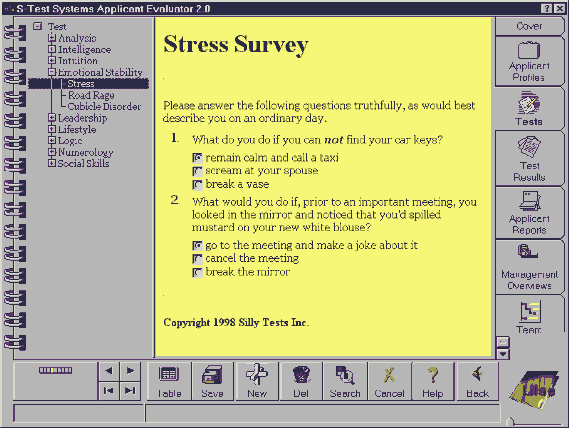 S-Test Systems Applicant Evaluator 2.0
Test
Analysis
Intelligence
Intuition
Emotional Stability
Stress
Road Rage
Cubicle Disorder
Leadership
Lifestyle
Logic
Numerology
Social Skills
Stress Survey
Please answer the following questions truthfully, as would best
describe you on an ordinary day.
1. What do you do if you can not find your car keys?
remain calm and call a taxi
scream at your spouse
break a vase
2. What would you do if, prior to an important meeting, you
looked in the mirror and noticed that you'd spilled
mustard on your new white blouse?
go to the meeting and make a joke about it
cancel the meeting
break the mirror
Copyright 1998 Silly Tests Inc.
Cover
Applicant
Profiles
Tests
Test
Results
Applicant
Reports
Management
Overviews
Team
Table
Save
New
Del
Search
Cancel
Help
Back